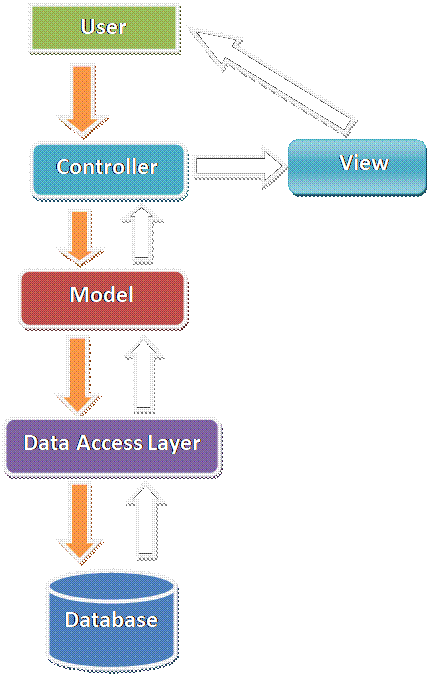 User
Controller
View
Model
Data Access Layer
Database